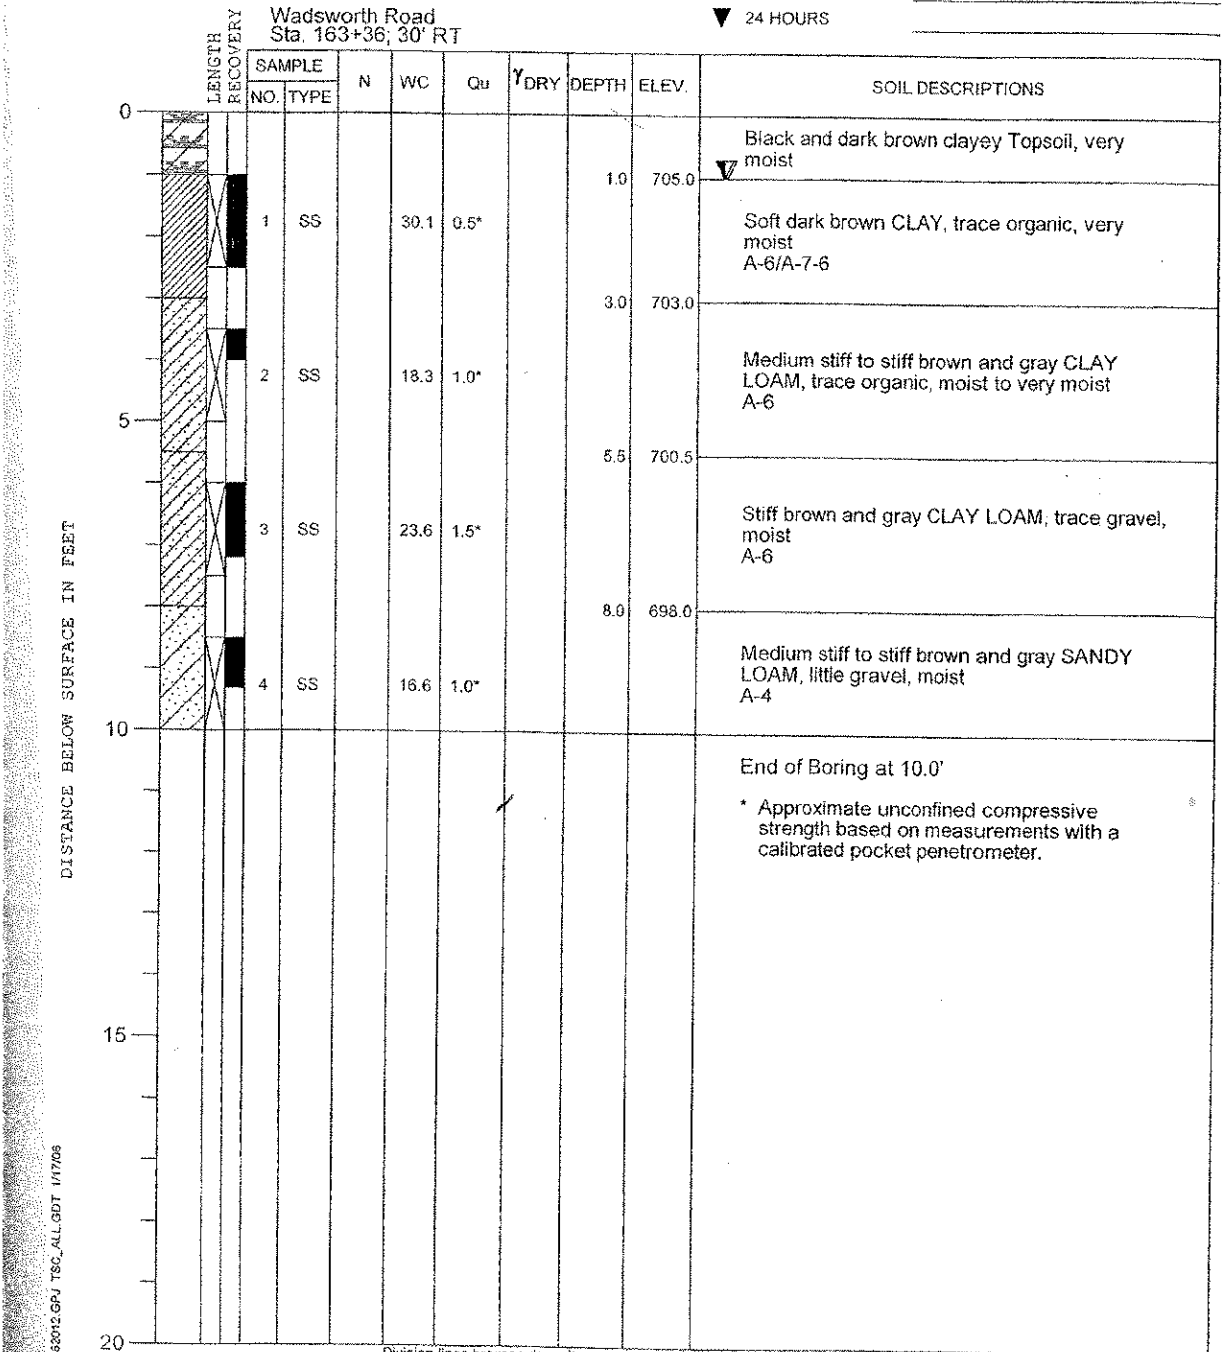 Wadsworth Road
Sta. 163+36; 30' RT
▼ 24 HOURS
LENGTH
RECOVERY
SAMPLE
NO. TYPE
N WC Qu γDRY DEPTH ELEV. SOIL DESCRIPTIONS
0
Black and dark brown clayey Topsoil, very
moist
1.0 705.0
1 SS 30.1 0.5*
Soft dark brown CLAY, trace organic, very
moist
A-6/A-7-6
3.0 703.0
2 SS 18.3 1.0*
Medium stiff to stiff brown and gray CLAY
LOAM, trace organic, moist to very moist
A-6
5
5.5 700.5
3 SS 23.6 1.5*
Stiff brown and gray CLAY LOAM, trace gravel,
moist
A-6
8.0 698.0
4 SS 16.6 1.0*
Medium stiff to stiff brown and gray SANDY
LOAM, little gravel, moist
A-4
10
End of Boring at 10.0'
* Approximate unconfined compressive
strength based on measurements with a
calibrated pocket penetrometer.
15
20
DISTANCE BELOW SURFACE IN FEET
62012.GPJ TSC_ALL.GDT 1/17/06